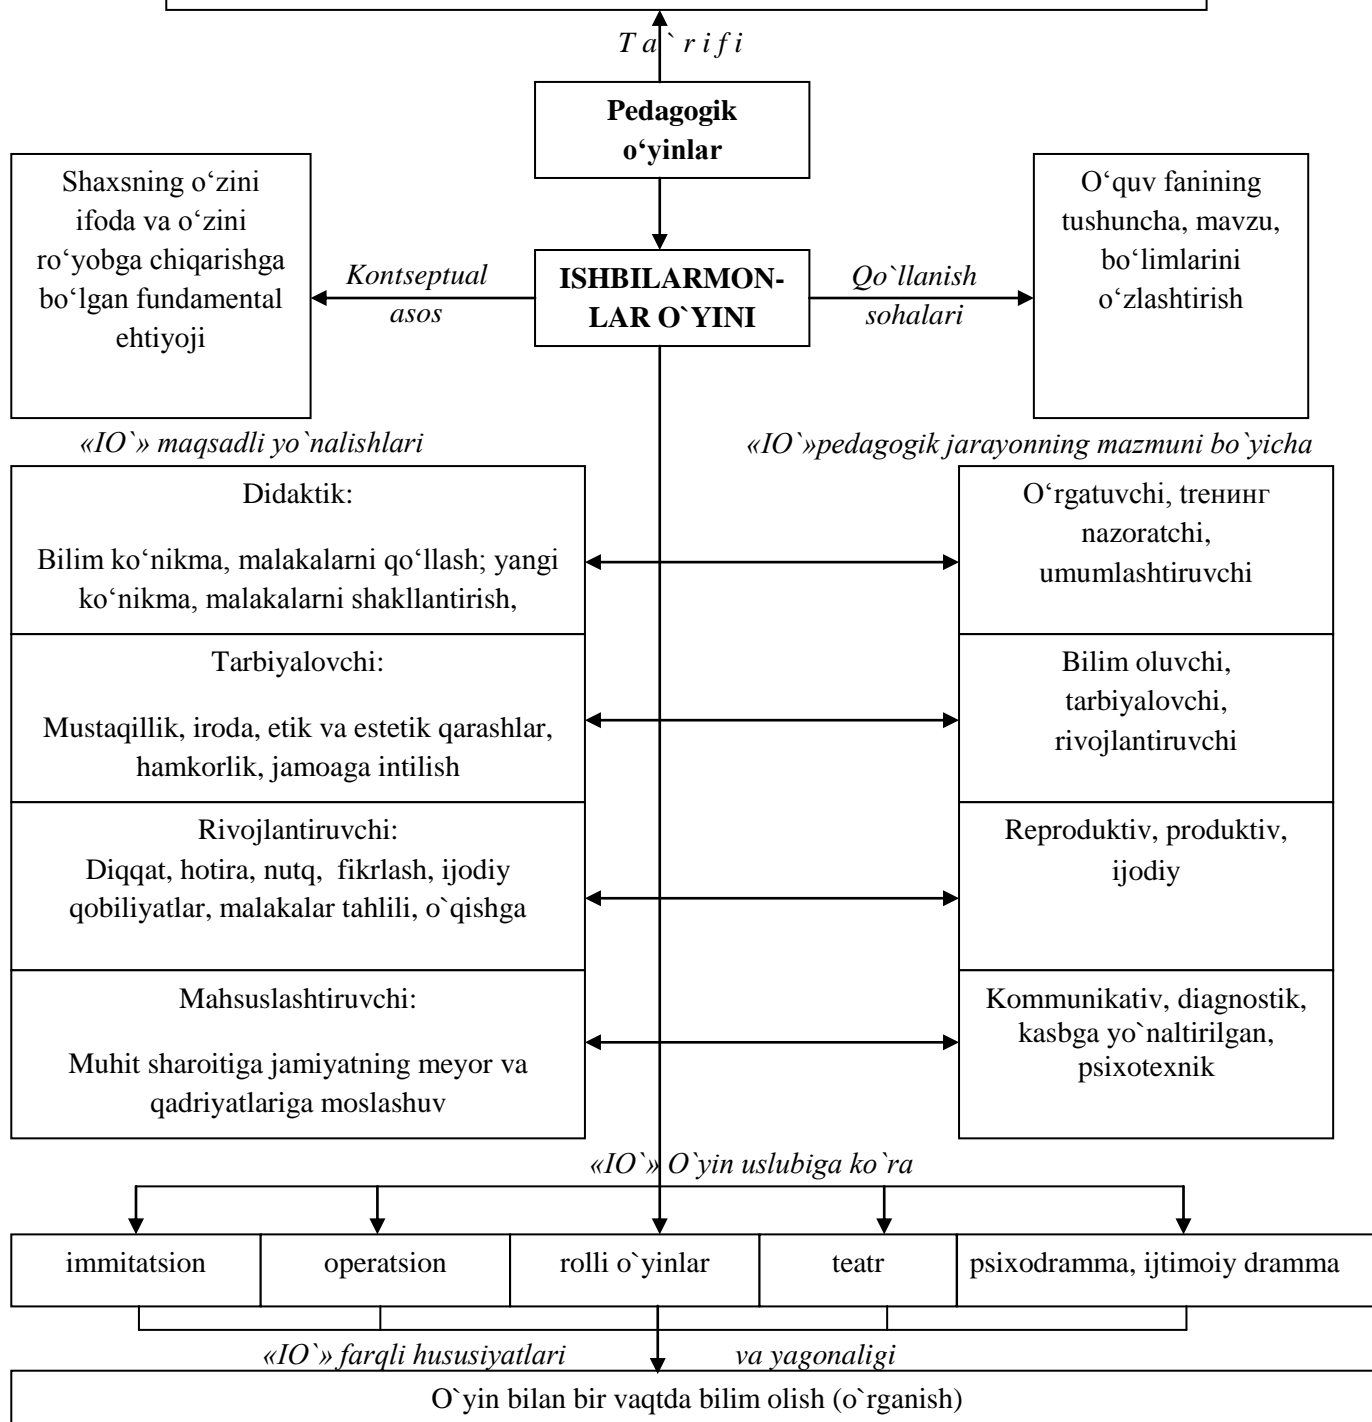 T a ` r i f i
Pedagogik
o‘yinlar
Shaxsning o‘zini
ifoda va o‘zini
ro‘yobga chiqarishga
bo‘lgan fundamental
ehtiyoji
Kontseptual
asos
ISHBILARMON-
LAR O`YINI
Qo`llanish
sohalari
O‘quv fanining
tushuncha, mavzu,
bo‘limlarini
o‘zlashtirish
«IO`» maqsadli yo`nalishlari
«IO`»pedagogik jarayonning mazmuni bo`yicha
Didaktik:
Bilim ko‘nikma, malakalarni qo‘llash; yangi
ko‘nikma, malakalarni shakllantirish,
O‘rgatuvchi, treнинг
nazoratchi,
umumlashtiruvchi
Tarbiyalovchi:
Mustaqillik, iroda, etik va estetik qarashlar,
hamkorlik, jamoaga intilish
Bilim oluvchi,
tarbiyalovchi,
rivojlantiruvchi
Rivojlantiruvchi:
Diqqat, hotira, nutq, fikrlash, ijodiy
qobiliyatlar, malakalar tahlili, o`qishga
Reproduktiv, produktiv,
ijodiy
Mahsuslashtiruvchi:
Muhit sharoitiga jamiyatning meyor va
qadriyatlariga moslashuv
Kommunikativ, diagnostik,
kasbga yo`naltirilgan,
psixotexnik
«IO`» O`yin uslubiga ko`ra
immitatsion
operatsion
rolli o`yinlar
teatr
psixodramma, ijtimoiy dramma
«IO`» farqli hususiyatlari va yagonaligi
O`yin bilan bir vaqtda bilim olish (o`rganish)